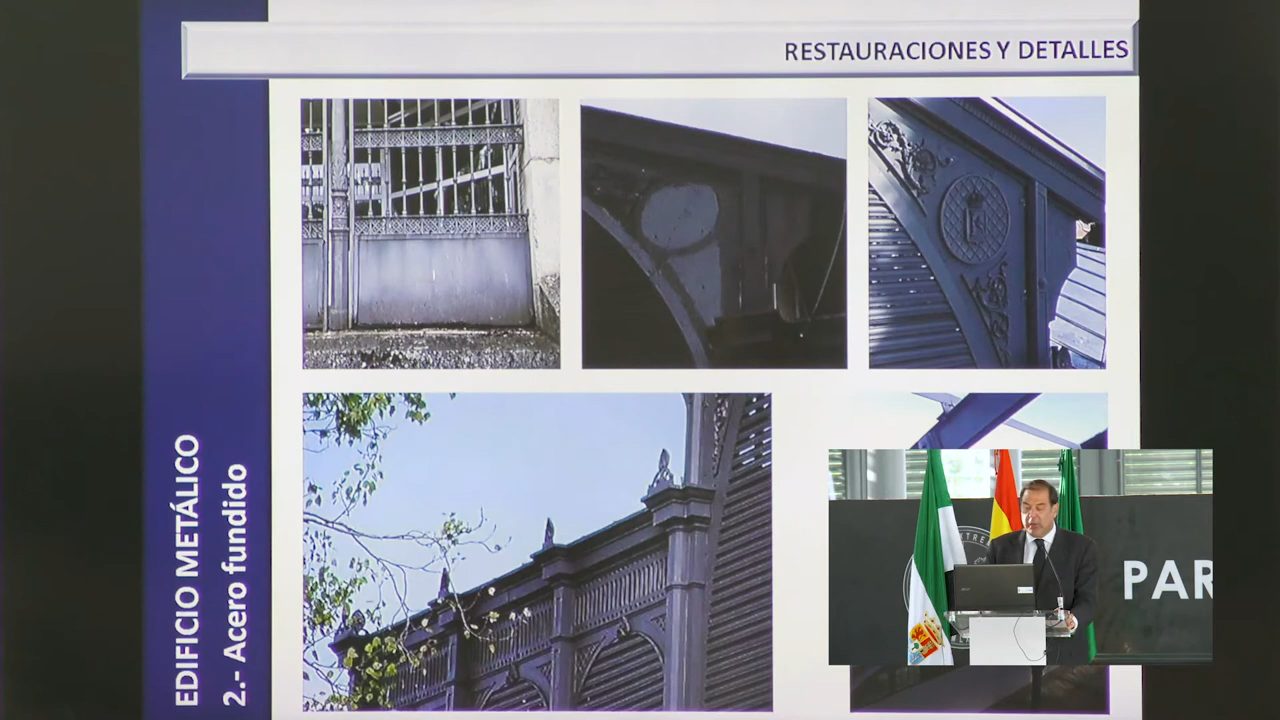 RESTAURACIONES Y DETALLES
EDIFICIO METÁLICO
2.- Acero fundido
PAR